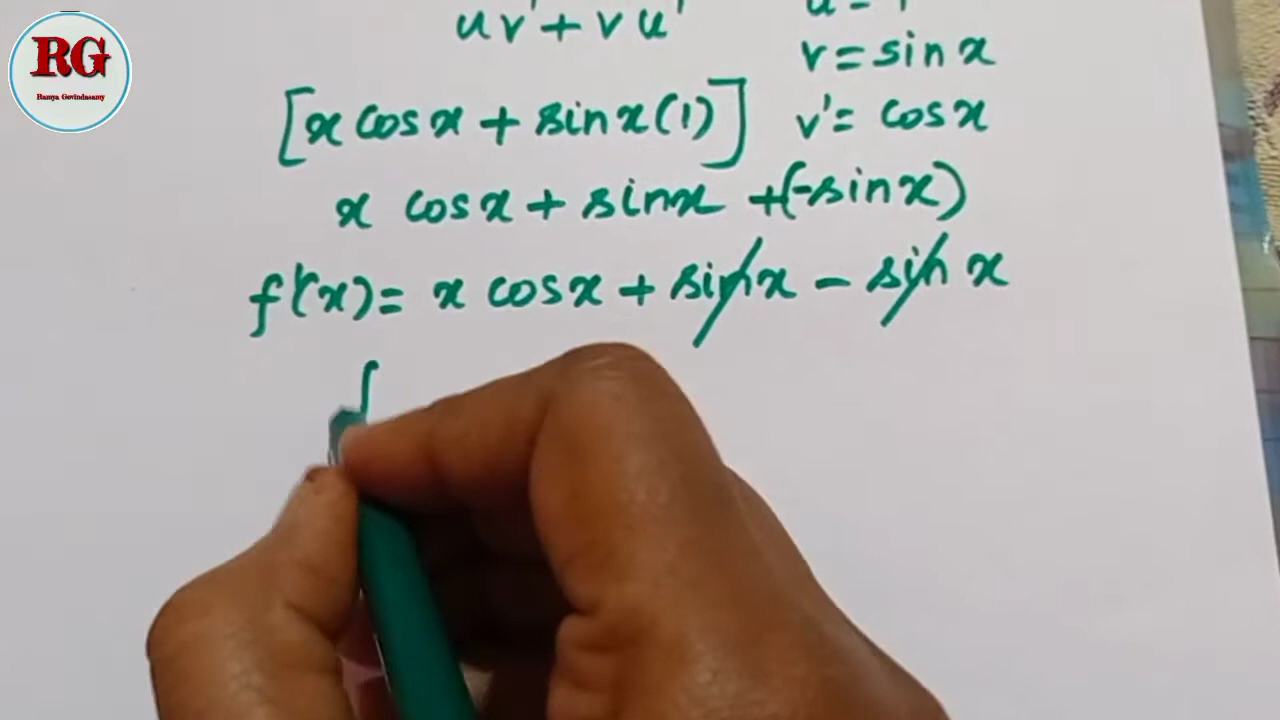 RG
Ramya Govindasamy
uv' + vu'
v = sin x
[x cos x + sin x (1)] v' = cos x
x cos x + sin x + (-sin x)
f'(x) = x cos x + sin x - sin x